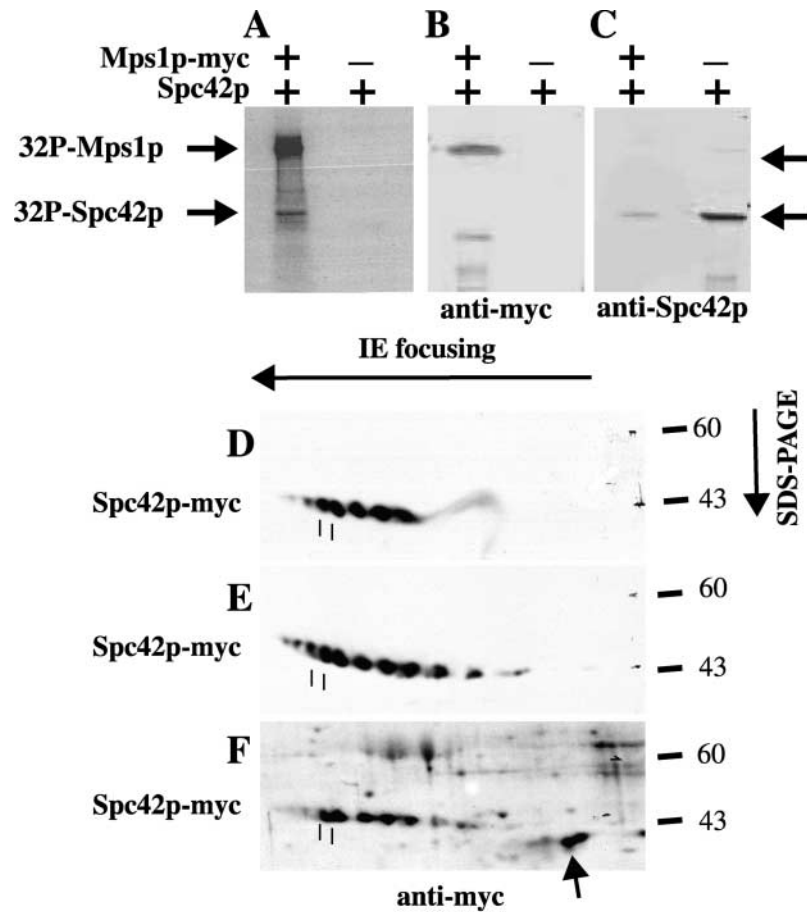 A B C
Mps1p-myc + – + – + –
Spc42p + + + + + +
32P-Mps1p
32P-Spc42p
anti-myc anti-Spc42p
IE focusing
D
Spc42p-myc
60
43
SDS-PAGE
E
Spc42p-myc
60
43
F
Spc42p-myc
60
43
anti-myc